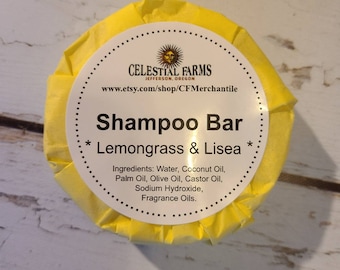 CELESTIAL FARMS
JEFFERSON, OREGON
www.etsy.com/shop/CFMerchantile
Shampoo Bar
* Lemongrass & Lisea *
Ingredients: Water, Coconut Oil,
Palm Oil, Olive Oil, Castor Oil,
Sodium Hydroxide,
Fragrance Oils.